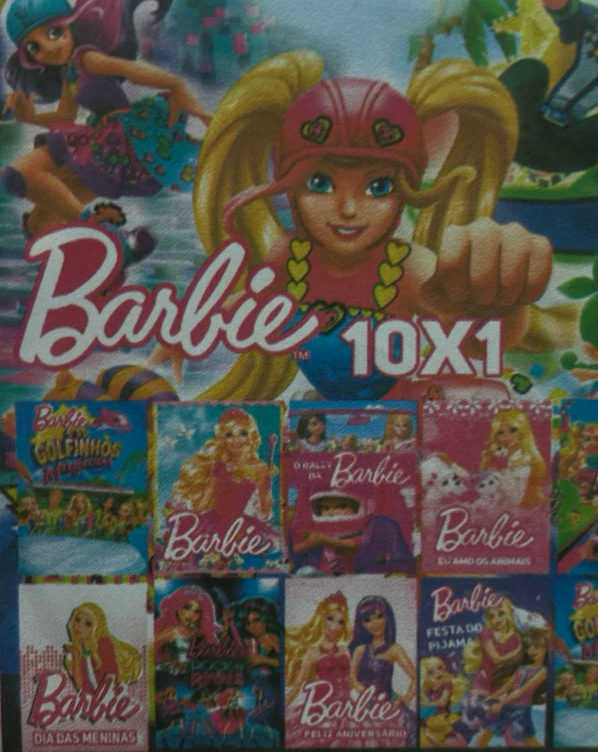 Barbie
TM
10X1
Barbie
GOLFINHOS
Barbie
O RALLY
DA Barbie
Barbie
EU AMO OS ANIMAIS
Barbie
DIA DAS MENINAS
Barbie
Barbie
FELIZ ANIVERSÁRIO
Barbie
FESTA DO
PIJAMA